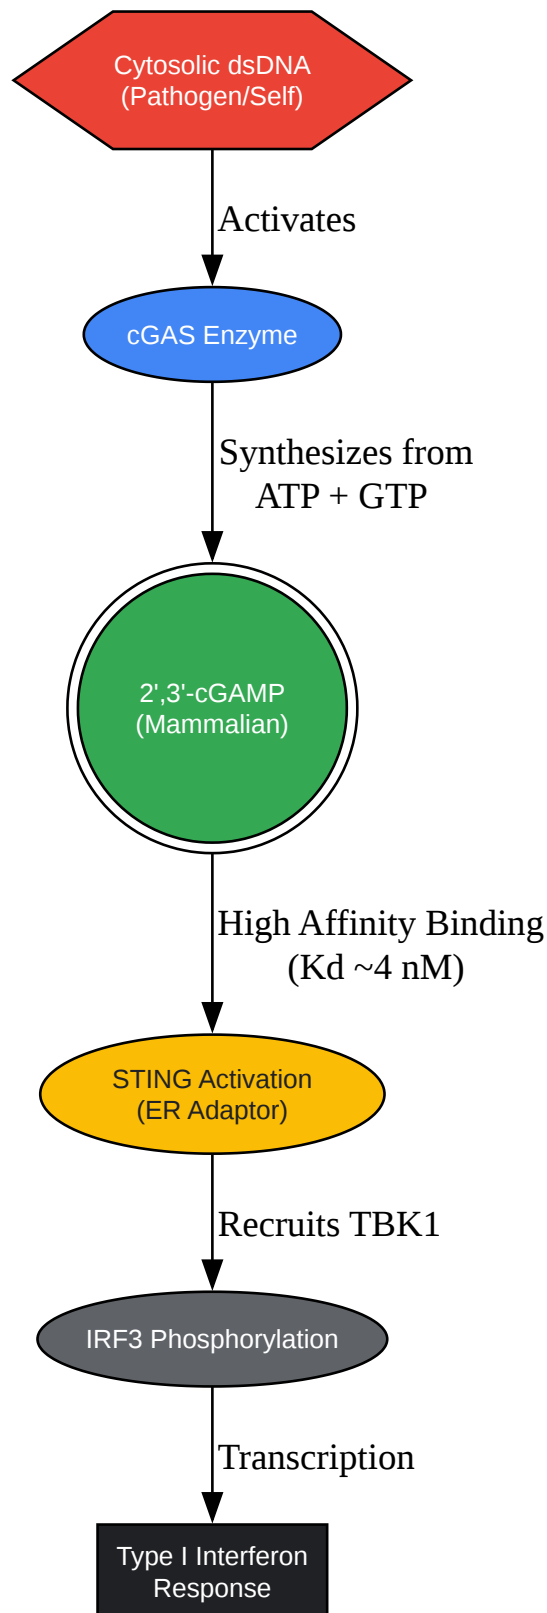 Cytosolic dsDNA
(Pathogen/Self)
Activates
cGAS Enzyme
Synthesizes from
ATP + GTP
2',3'-cGAMP
(Mammalian)
High Affinity Binding
(Kd ~4 nM)
STING Activation
(ER Adaptor)
Recruits TBK1
IRF3 Phosphorylation
Transcription
Type I Interferon
Response